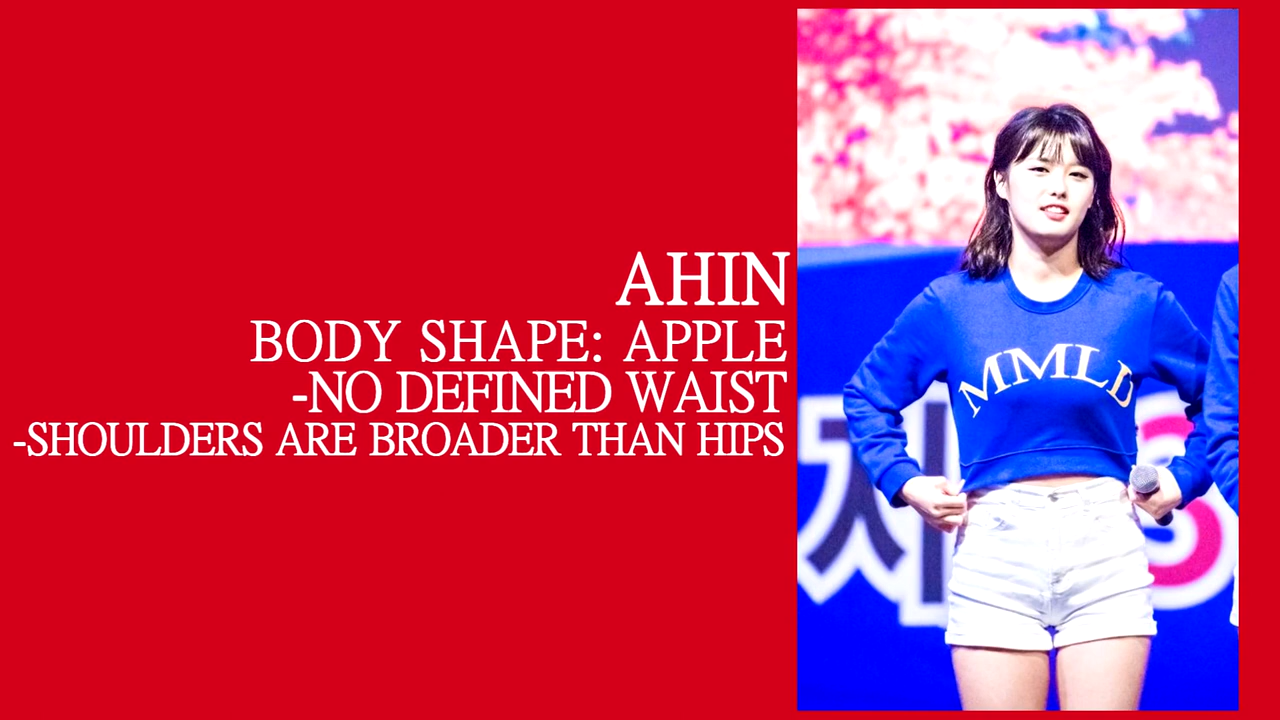 AHIN
BODY SHAPE: APPLE
-NO DEFINED WAIST
-SHOULDERS ARE BROADER THAN HIPS
MMLD